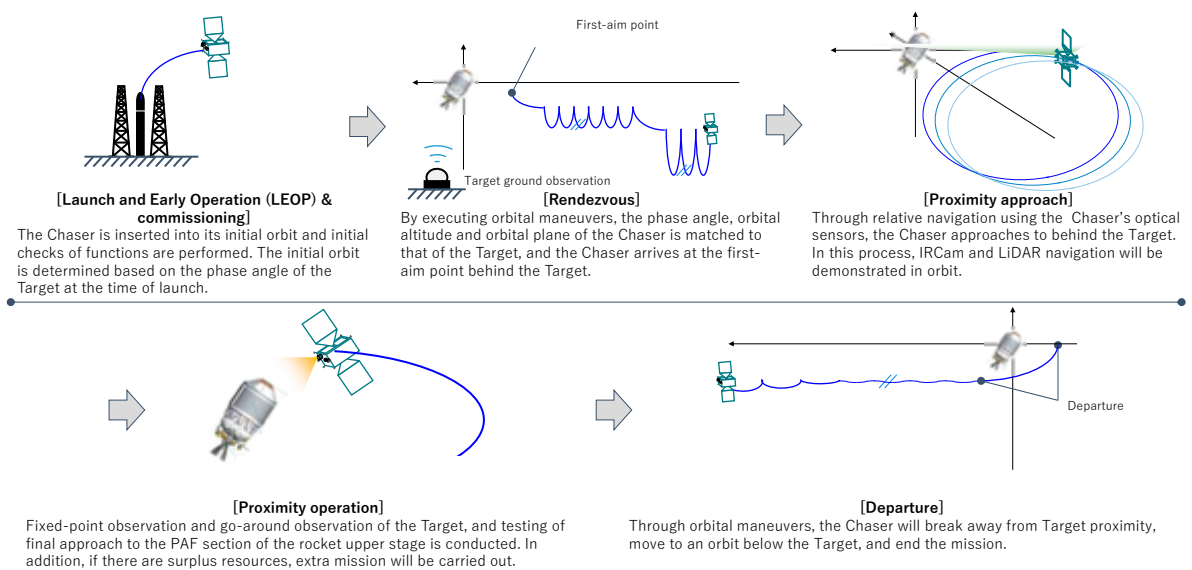 First-aim point
Target ground observation
[Launch and Early Operation (LEOP) &
commissioning]
The Chaser is inserted into its initial orbit and initial
checks of functions are performed. The initial orbit
is determined based on the phase angle of the
Target at the time of launch.
[Rendezvous]
By executing orbital maneuvers, the phase angle, orbital
altitude and orbital plane of the Chaser is matched to
that of the Target, and the Chaser arrives at the first-
aim point behind the Target.
[Proximity approach]
Through relative navigation using the Chaser's optical
sensors, the Chaser approaches to behind the Target.
In this process, IRCam and LiDAR navigation will be
demonstrated in orbit.
[Proximity operation]
Fixed-point observation and go-around observation of the Target, and testing of
final approach to the PAF section of the rocket upper stage is conducted. In
addition, if there are surplus resources, extra mission will be carried out.
Departure
[Departure]
Through orbital maneuvers, the Chaser will break away from Target proximity,
move to an orbit below the Target, and end the mission.